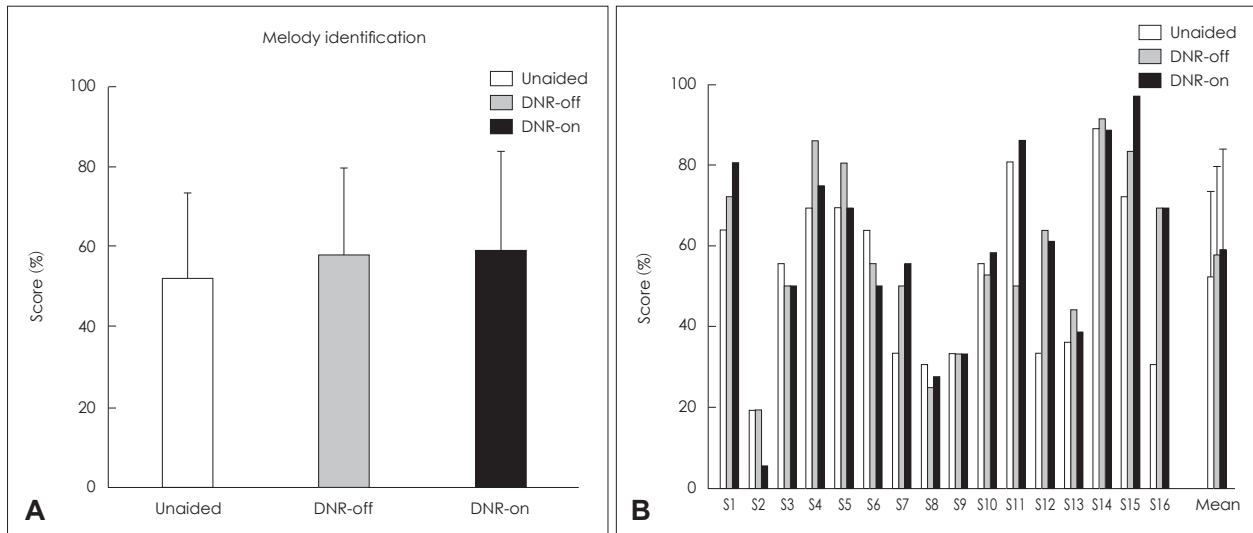 Melody identification
Unaided
DNR-off
DNR-on
100
80
60
40
20
0
Score (%)
Unaided DNR-off DNR-on
A
Unaided
DNR-off
DNR-on
100
80
60
40
20
0
Score (%)
S1 S2 S3 S4 S5 S6 S7 S8 S9 S10 S11 S12 S13 S14 S15 S16 Mean
B